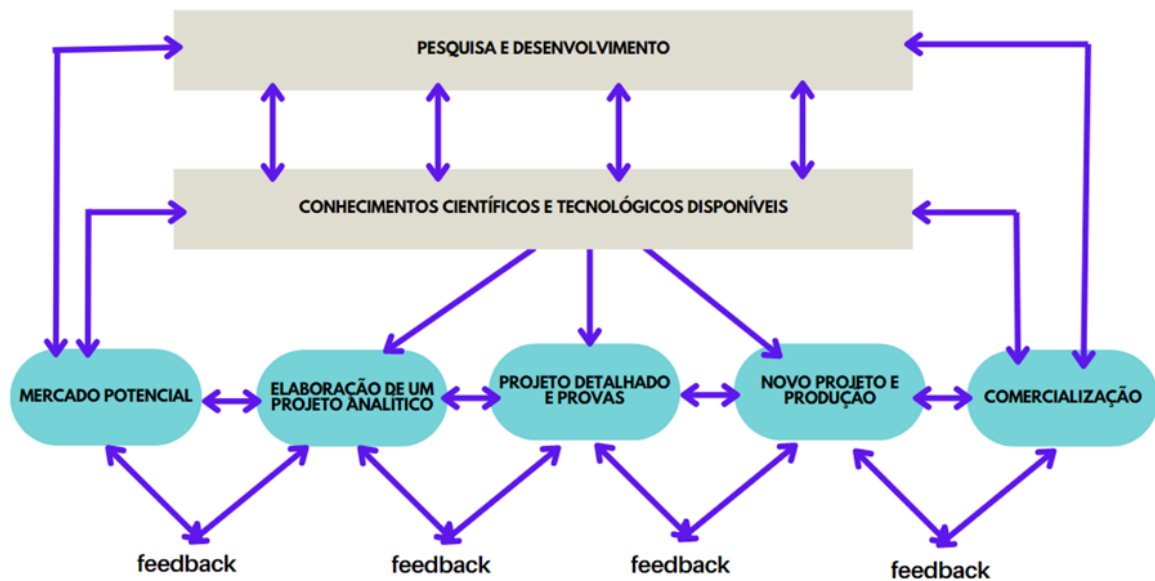 PESQUISA E DESENVOLVIMENTO
CONHECIMENTOS CIENTÍFICOS E TECNOLÓGICOS DISPONÍVEIS
MERCADO POTENCIAL
ELABORAÇÃO DE UM
PROJETO ANALÍTICO
PROJETO DETALHADO
E PROVAS
NOVO PROJETO E
PRODUÇÃO
COMERCIALIZAÇÃO
feedback
feedback
feedback
feedback